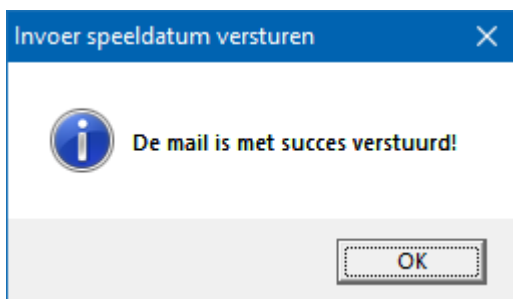 Invoer speeldatum versturen
De mail is met succes verstuurd!
OK